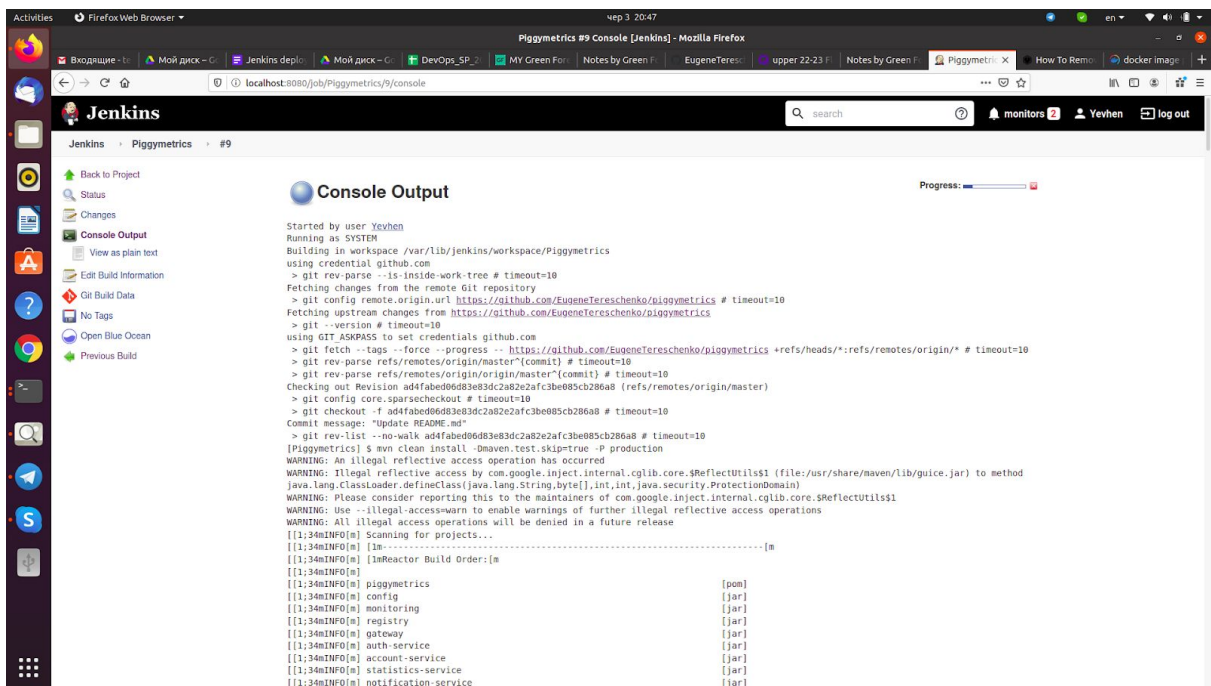 Activities
Firefox Web Browser
чер 3 20:47
en
Piggymetrics #9 Console [Jenkins] - Mozilla Firefox
Входящие - te
Мой диск – Go
Jenkins deplo
Мой диск – Go
DevOps_SP_2
MY Green Fore
Notes by Green Fo
EugeneTeresc
upper 22-23 Fl
Notes by Green Fo
Piggymetric
How To Remo
docker image
localhost:8080/job/Piggymetrics/9/console
Jenkins
search
monitors 2
Yevhen
log out
Jenkins
Piggymetrics
#9
Back to Project
Status
Changes
Console Output
View as plain text
Edit Build Information
Git Build Data
No Tags
Open Blue Ocean
Previous Build
Console Output
Progress:
Started by user Yevhen
Running as SYSTEM
Building in workspace /var/lib/jenkins/workspace/Piggymetrics
using credential github.com
> git rev-parse --is-inside-work-tree # timeout=10
Fetching changes from the remote Git repository
> git config remote.origin.url https://github.com/EugeneTereschenko/piggymetrics # timeout=10
Fetching upstream changes from https://github.com/EugeneTereschenko/piggymetrics
> git --version # timeout=10
using GIT_ASKPASS to set credentials github.com
> git fetch --tags --force --progress -- https://github.com/EugeneTereschenko/piggymetrics +refs/heads/*:refs/remotes/origin/* # timeout=10
> git rev-parse refs/remotes/origin/master^{commit} # timeout=10
> git rev-parse refs/remotes/origin/origin/master^{commit} # timeout=10
Checking out Revision ad4fabed06d83e83dc2a82e2afc3be085cb286a8 (refs/remotes/origin/master)
> git config core.sparsecheckout # timeout=10
> git checkout -f ad4fabed06d83e83dc2a82e2afc3be085cb286a8 # timeout=10
Commit message: "Update README.md"
> git rev-list --no-walk ad4fabed06d83e83dc2a82e2afc3be085cb286a8 # timeout=10
[Piggymetrics] $ mvn clean install -Dmaven.test.skip=true -P production
WARNING: An illegal reflective access operation has occurred
WARNING: Illegal reflective access by com.google.inject.internal.cglib.core.$ReflectUtils$1 (file:/usr/share/maven/lib/guice.jar) to method
java.lang.ClassLoader.defineClass(java.lang.String,byte[],int,int,java.security.ProtectionDomain)
WARNING: Please consider reporting this to the maintainers of com.google.inject.internal.cglib.core.$ReflectUtils$1
WARNING: Use --illegal-access=warn to enable warnings of further illegal reflective access operations
WARNING: All illegal access operations will be denied in a future release
[[1;34mINFO[m] Scanning for projects...
[[1;34mINFO[m] [1m------------------------------------------------------------------------[m
[[1;34mINFO[m] [1mReactor Build Order:[m
[[1;34mINFO[m]
[[1;34mINFO[m] piggymetrics [pom]
[[1;34mINFO[m] config [jar]
[[1;34mINFO[m] monitoring [jar]
[[1;34mINFO[m] registry [jar]
[[1;34mINFO[m] gateway [jar]
[[1;34mINFO[m] auth-service [jar]
[[1;34mINFO[m] account-service [jar]
[[1;34mINFO[m] statistics-service [jar]
[[1;34mINFO[m] notification-service [jar]